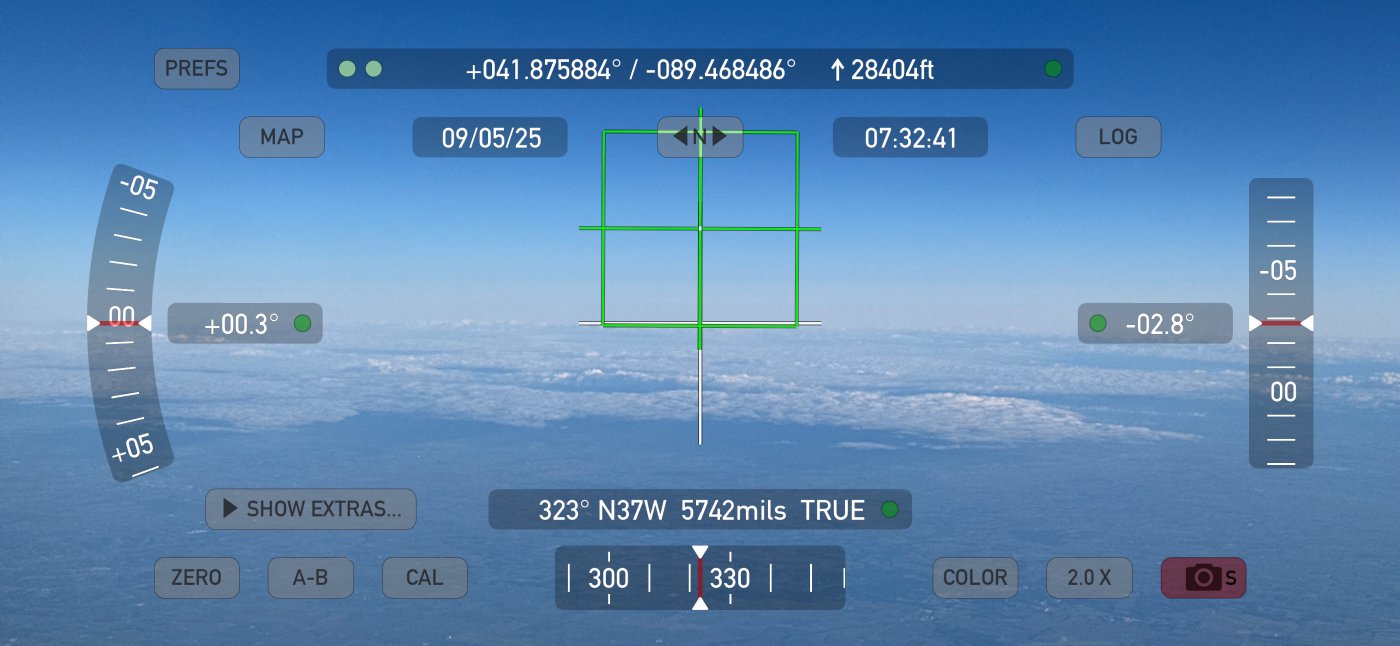 PREFS
+041.875884° / -089.468486° ↑ 28404ft
MAP
09/05/25
N
07:32:41
LOG
-05
00
+05
+00.3°
-02.8°
-05
00
SHOW EXTRAS...
323° N37W 5742mils TRUE
ZERO
A-B
CAL
300 330
COLOR
2.0 X
S